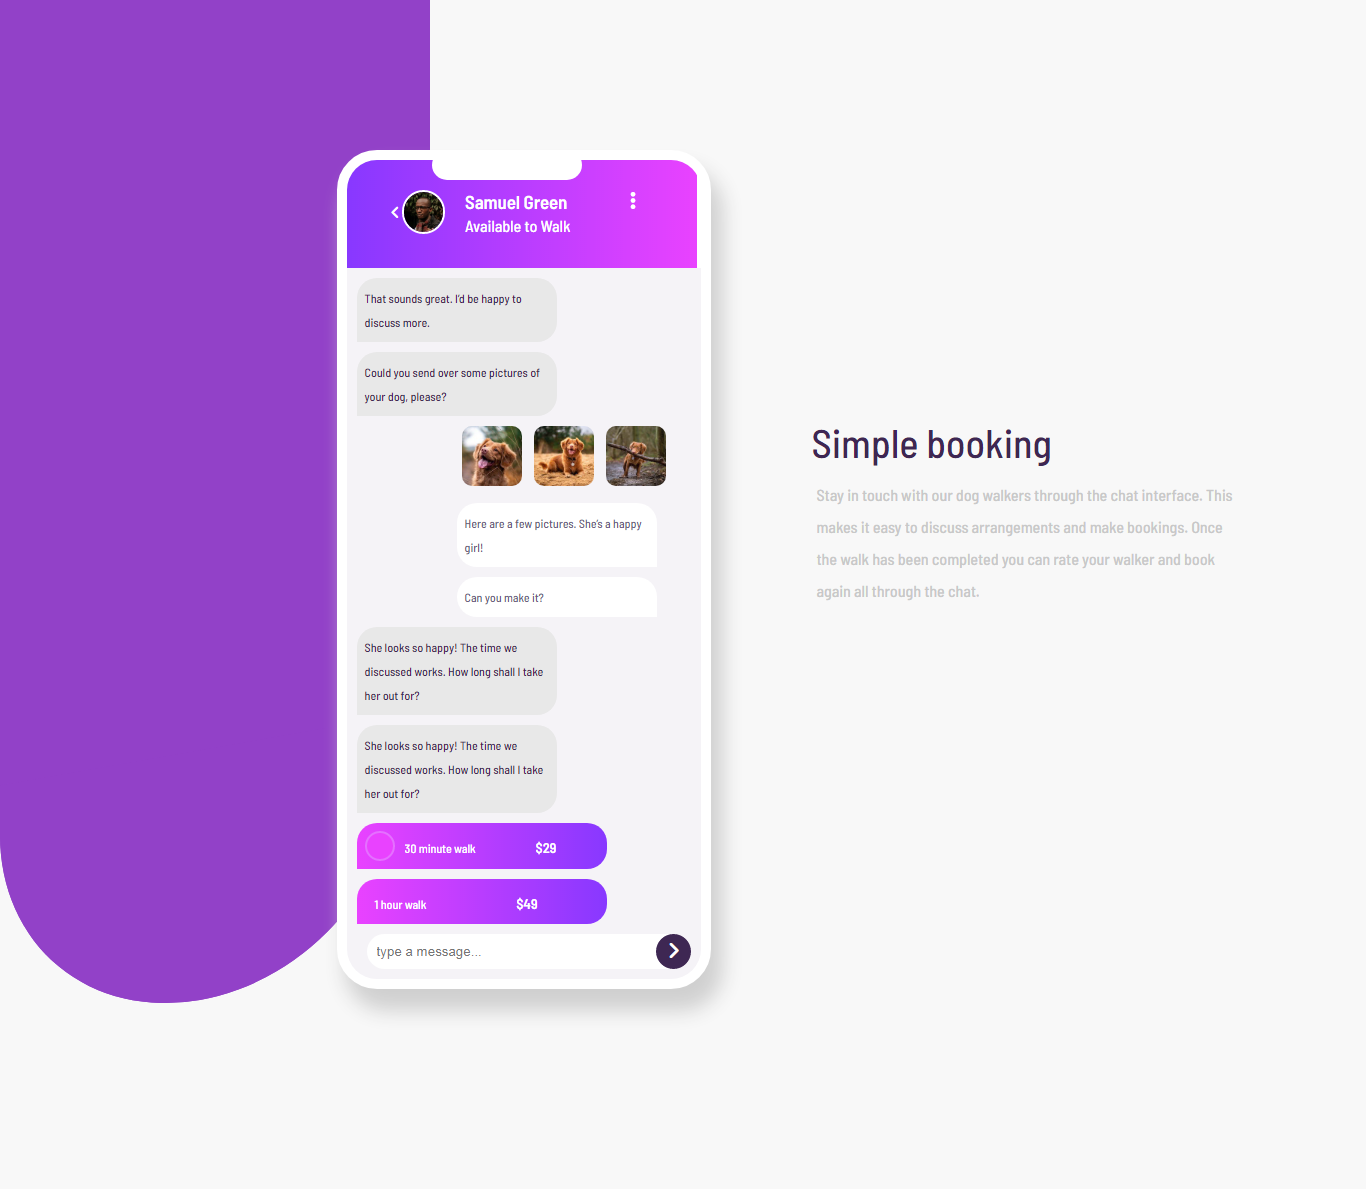 Samuel Green
Available to Walk
That sounds great. I'd be happy to
discuss more.
Could you send over some pictures of
your dog, please?
Here are a few pictures. She's a happy
girl!
Can you make it?
She looks so happy! The time we
discussed works. How long shall I take
her out for?
She looks so happy! The time we
discussed works. How long shall I take
her out for?
30 minute walk $29
1 hour walk $49
type a message...
Simple booking
Stay in touch with our dog walkers through the chat interface. This
makes it easy to discuss arrangements and make bookings. Once
the walk has been completed you can rate your walker and book
again all through the chat.